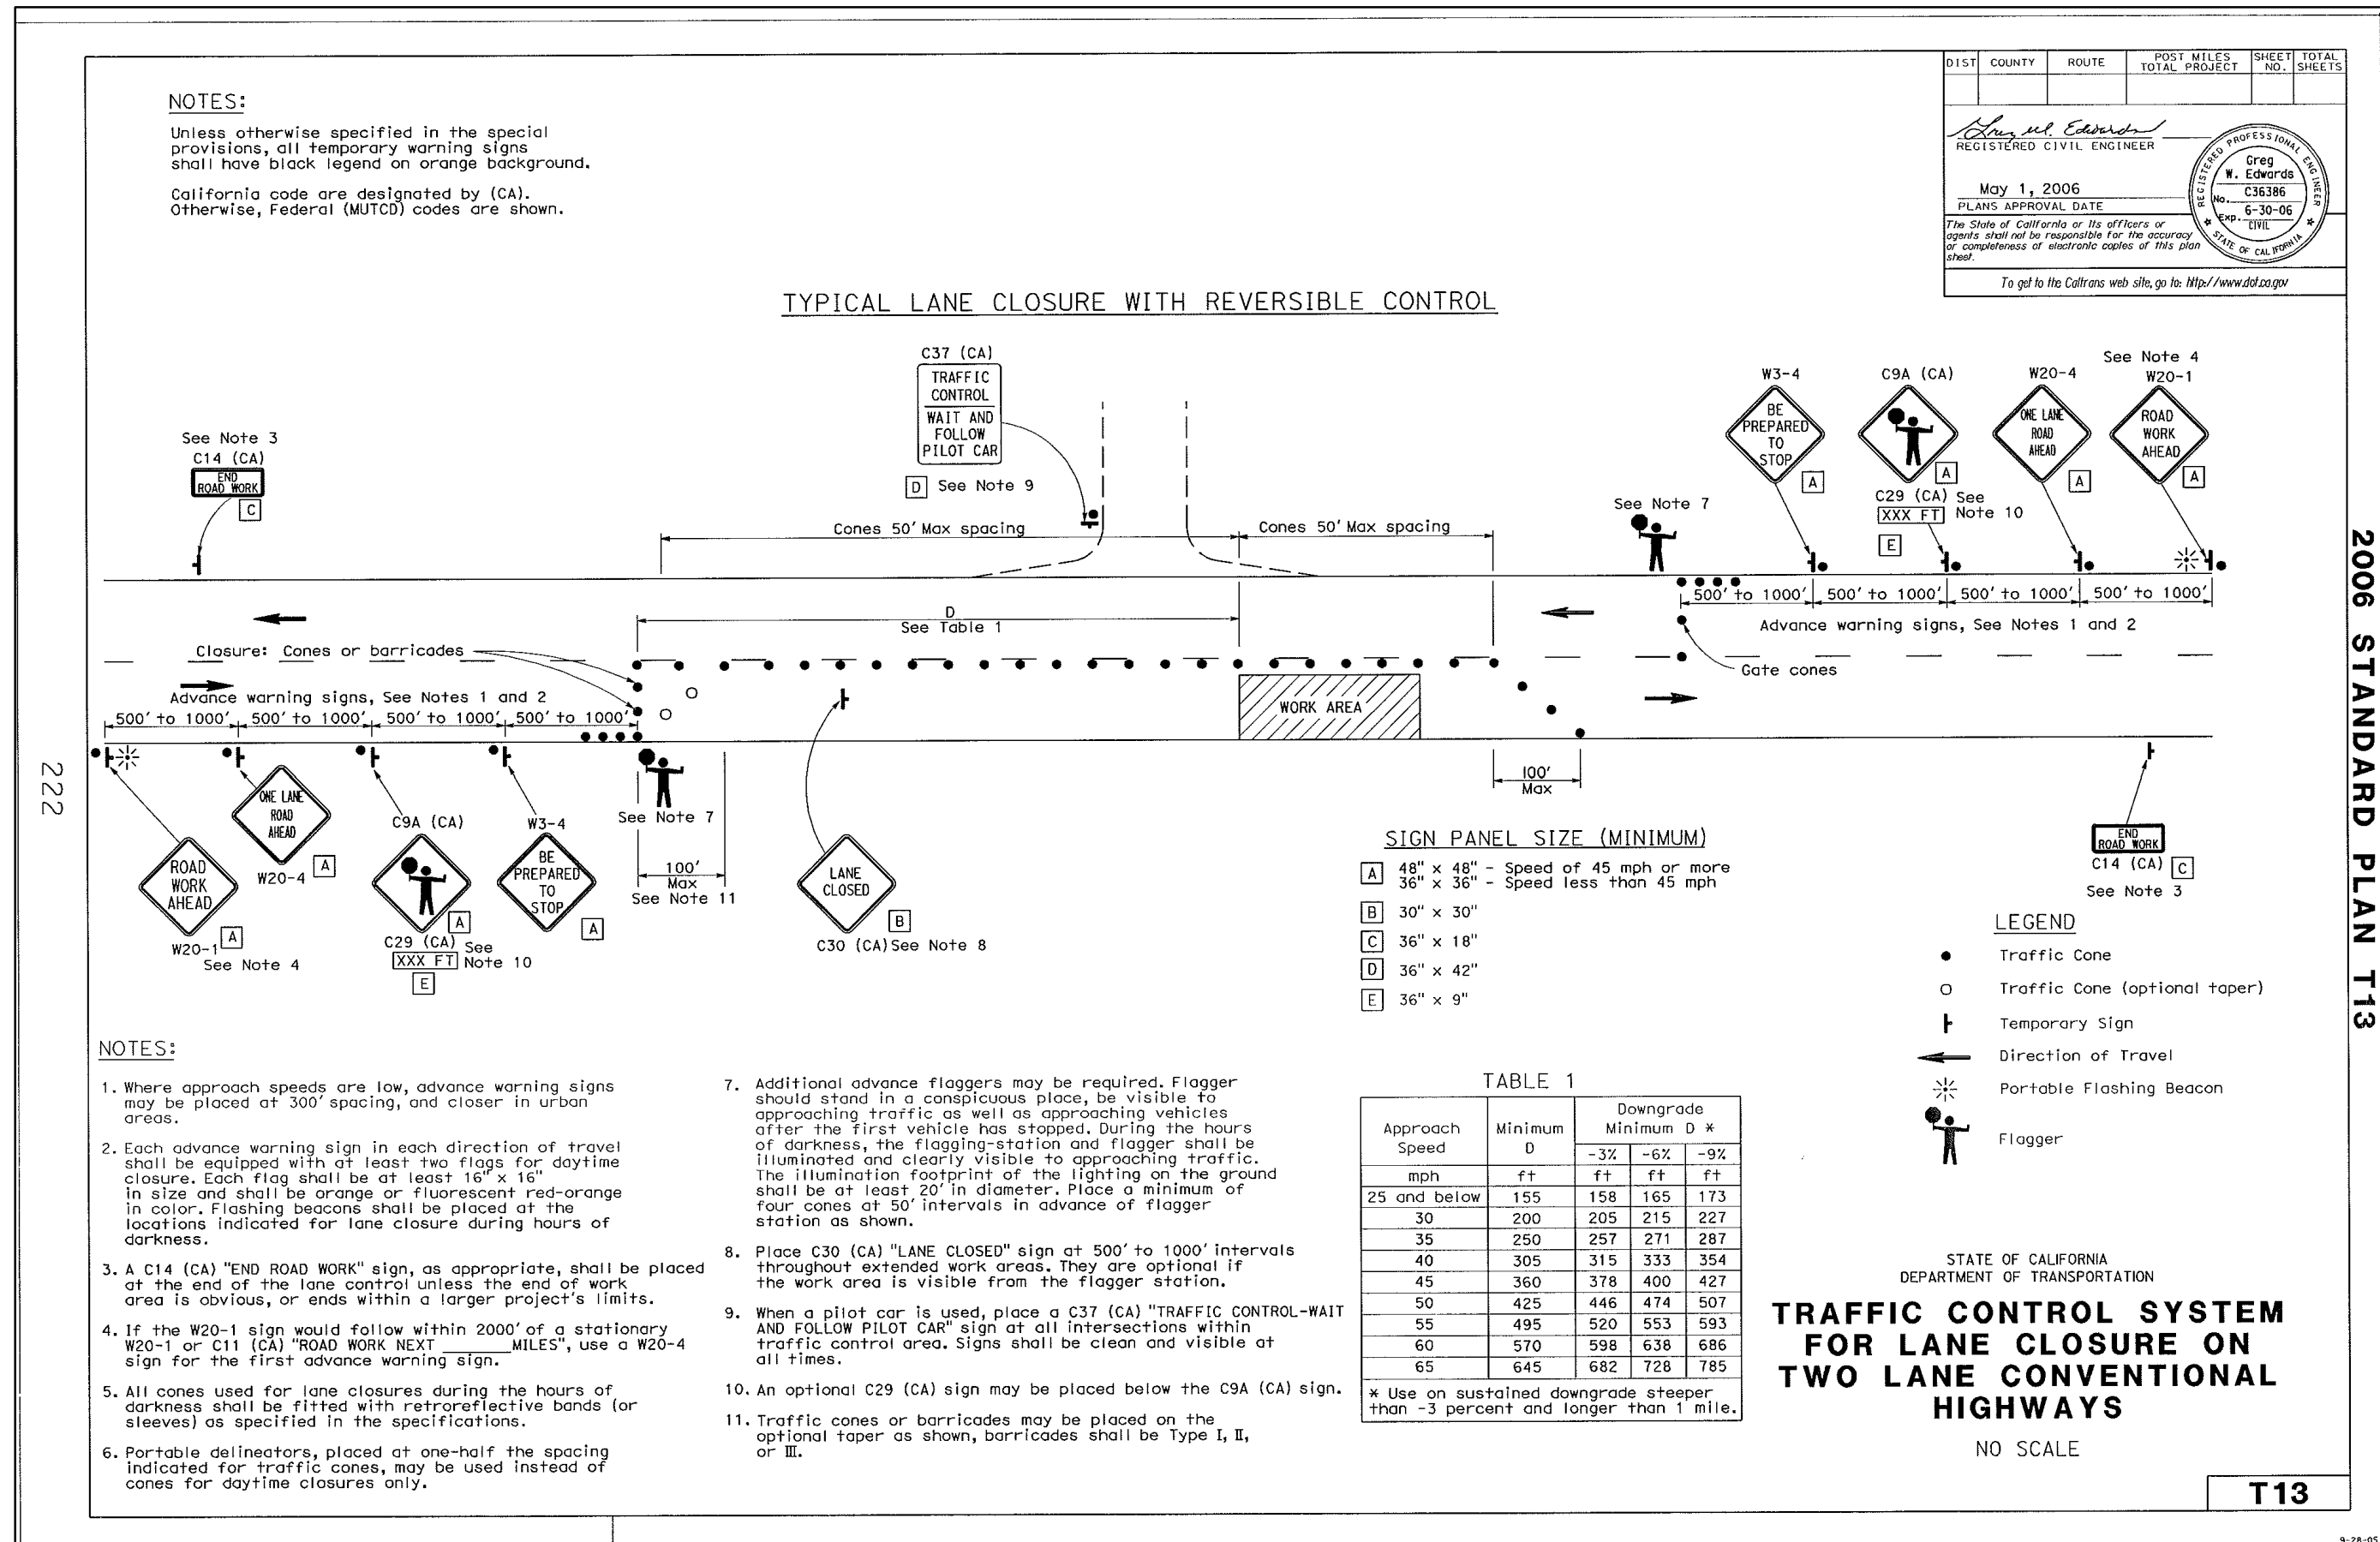 DIST COUNTY ROUTE POST MILES TOTAL PROJECT SHEET NO. TOTAL SHEETS
REGISTERED CIVIL ENGINEER
May 1, 2006
PLANS APPROVAL DATE
REGISTERED PROFESSIONAL ENGINEER
Greg
W. Edwards
No. C36386
Exp. 6-30-06
CIVIL
STATE OF CALIFORNIA
The State of California or its officers or
agents shall not be responsible for the accuracy
or completeness of electronic copies of this plan
sheet.
To get to the Caltrans web site, go to: http://www.dot.ca.gov
NOTES:
Unless otherwise specified in the special
provisions, all temporary warning signs
shall have black legend on orange background.
California code are designated by (CA).
Otherwise, Federal (MUTCD) codes are shown.
TYPICAL LANE CLOSURE WITH REVERSIBLE CONTROL
See Note 3
C14 (CA)
END
ROAD WORK
C
C37 (CA)
TRAFFIC
CONTROL
WAIT AND
FOLLOW
PILOT CAR
D See Note 9
Cones 50' Max spacing
Cones 50' Max spacing
See Note 7
W3-4
BE
PREPARED
TO
STOP
A
C9A (CA)
A
C29 (CA) See
XXX FT Note 10
E
W20-4
ONE LANE
ROAD
AHEAD
A
See Note 4
W20-1
ROAD
WORK
AHEAD
A
500' to 1000' 500' to 1000' 500' to 1000' 500' to 1000'
Advance warning signs, See Notes 1 and 2
Gate cones
D
See Table 1
Closure: Cones or barricades
Advance warning signs, See Notes 1 and 2
500' to 1000' 500' to 1000' 500' to 1000' 500' to 1000'
WORK AREA
100'
Max
ROAD
WORK
AHEAD
W20-1 A
See Note 4
ONE LANE
ROAD
AHEAD
W20-4 A
C9A (CA)
A
C29 (CA) See
XXX FT Note 10
E
W3-4
BE
PREPARED
TO
STOP
A
See Note 7
100'
Max
See Note 11
LANE
CLOSED
B
C30 (CA) See Note 8
END
ROAD WORK
C14 (CA) C
See Note 3
SIGN PANEL SIZE (MINIMUM)
A 48" x 48" - Speed of 45 mph or more
36" x 36" - Speed less than 45 mph
B 30" x 30"
C 36" x 18"
D 36" x 42"
E 36" x 9"
LEGEND
Traffic Cone
Traffic Cone (optional taper)
Temporary Sign
Direction of Travel
Portable Flashing Beacon
Flagger
NOTES:
1. Where approach speeds are low, advance warning signs
may be placed at 300' spacing, and closer in urban
areas.
2. Each advance warning sign in each direction of travel
shall be equipped with at least two flags for daytime
closure. Each flag shall be at least 16" x 16"
in size and shall be orange or fluorescent red-orange
in color. Flashing beacons shall be placed at the
locations indicated for lane closure during hours of
darkness.
3. A C14 (CA) "END ROAD WORK" sign, as appropriate, shall be placed
at the end of the lane control unless the end of work
area is obvious, or ends within a larger project's limits.
4. If the W20-1 sign would follow within 2000' of a stationary
W20-1 or C11 (CA) "ROAD WORK NEXT ______MILES", use a W20-4
sign for the first advance warning sign.
5. All cones used for lane closures during the hours of
darkness shall be fitted with retroreflective bands (or
sleeves) as specified in the specifications.
6. Portable delineators, placed at one-half the spacing
indicated for traffic cones, may be used instead of
cones for daytime closures only.
7. Additional advance flaggers may be required. Flagger
should stand in a conspicuous place, be visible to
approaching traffic as well as approaching vehicles
after the first vehicle has stopped. During the hours
of darkness, the flagging-station and flagger shall be
illuminated and clearly visible to approaching traffic.
The illumination footprint of the lighting on the ground
shall be at least 20' in diameter. Place a minimum of
four cones at 50' intervals in advance of flagger
station as shown.
8. Place C30 (CA) "LANE CLOSED" sign at 500' to 1000' intervals
throughout extended work areas. They are optional if
the work area is visible from the flagger station.
9. When a pilot car is used, place a C37 (CA) "TRAFFIC CONTROL-WAIT
AND FOLLOW PILOT CAR" sign at all intersections within
traffic control area. Signs shall be clean and visible at
all times.
10. An optional C29 (CA) sign may be placed below the C9A (CA) sign.
11. Traffic cones or barricades may be placed on the
optional taper as shown, barricades shall be Type I, II,
or III.
TABLE 1
Approach Speed Minimum D Downgrade Minimum D *
-3% -6% -9%
mph ft ft ft ft
25 and below 155 158 165 173
30 200 205 215 227
35 250 257 271 287
40 305 315 333 354
45 360 378 400 427
50 425 446 474 507
55 495 520 553 593
60 570 598 638 686
65 645 682 728 785
* Use on sustained downgrade steeper
than -3 percent and longer than 1 mile.
STATE OF CALIFORNIA
DEPARTMENT OF TRANSPORTATION
TRAFFIC CONTROL SYSTEM
FOR LANE CLOSURE ON
TWO LANE CONVENTIONAL
HIGHWAYS
NO SCALE
T13
2006 STANDARD PLAN T13
222
9-28-05